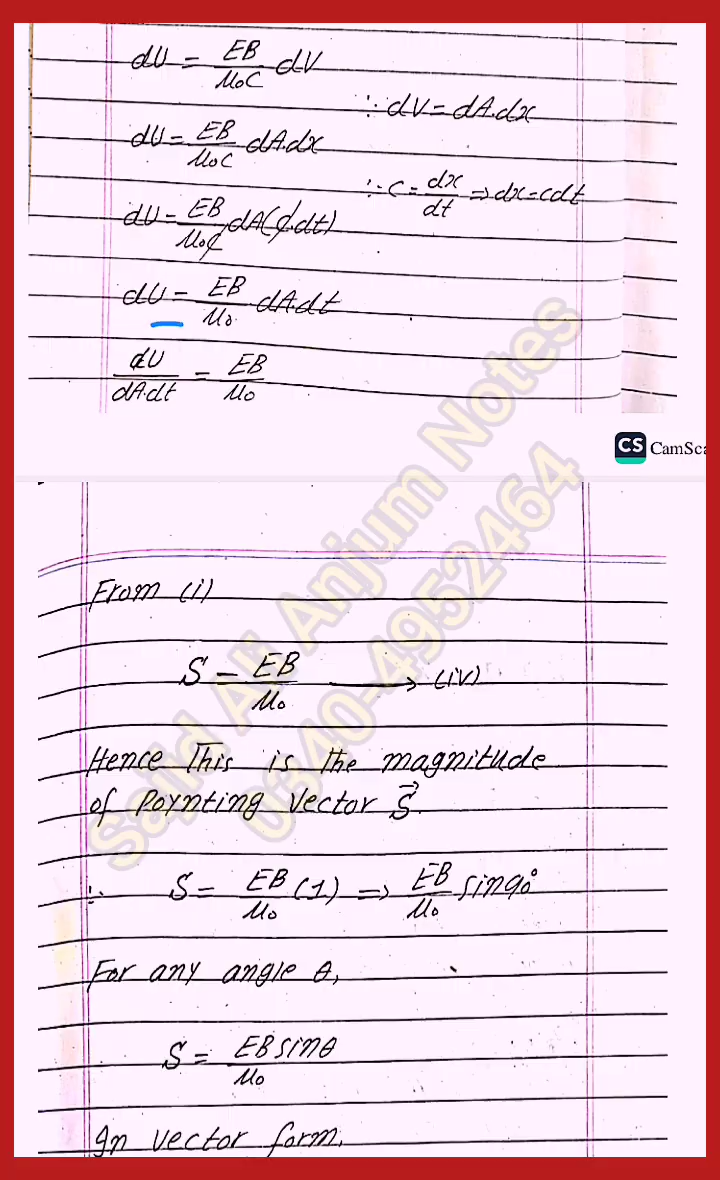 dU = EB/μ₀C dV
∵ dV = dA.dx
dU = EB/μ₀C dA.dx
∵ C = dx/dt ⇒ dx = cdt
dU = EB/μ₀C dA(C.dt)
dU = EB/μ₀ dA.dt
dU/dA.dt = EB/μ₀
CS CamSca
From (i)
S = EB/μ₀ ⟶ (iv)
Hence This is the magnitude
of Poynting Vector S⃗.
∵ S = EB/μ₀ (1) ⇒ EB/μ₀ sin90°
For any angle θ,
S = EB sinθ/μ₀
In vector form,
Sajid Ali Anjum Notes
0340-4952464